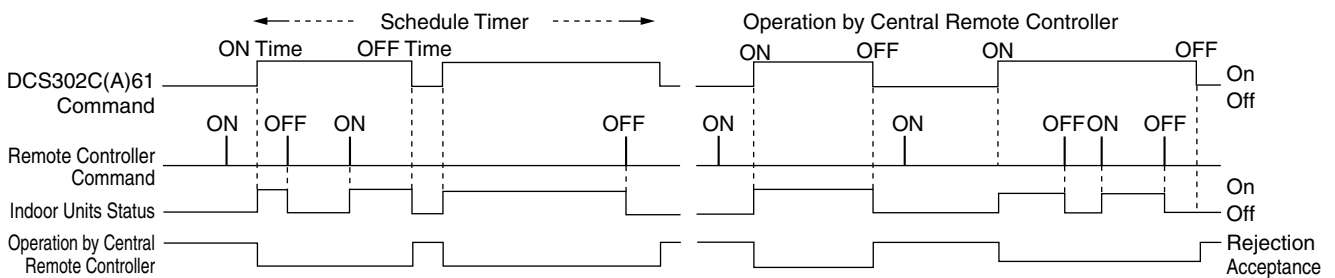 Schedule Timer
Operation by Central Remote Controller
ON Time
OFF Time
ON
OFF
ON
OFF
DCS302C(A)61
Command
On
Off
ON
OFF
ON
OFF
ON
ON
OFF
ON
OFF
Remote Controller
Command
Indoor Units Status
On
Off
Operation by Central
Remote Controller
Rejection
Acceptance